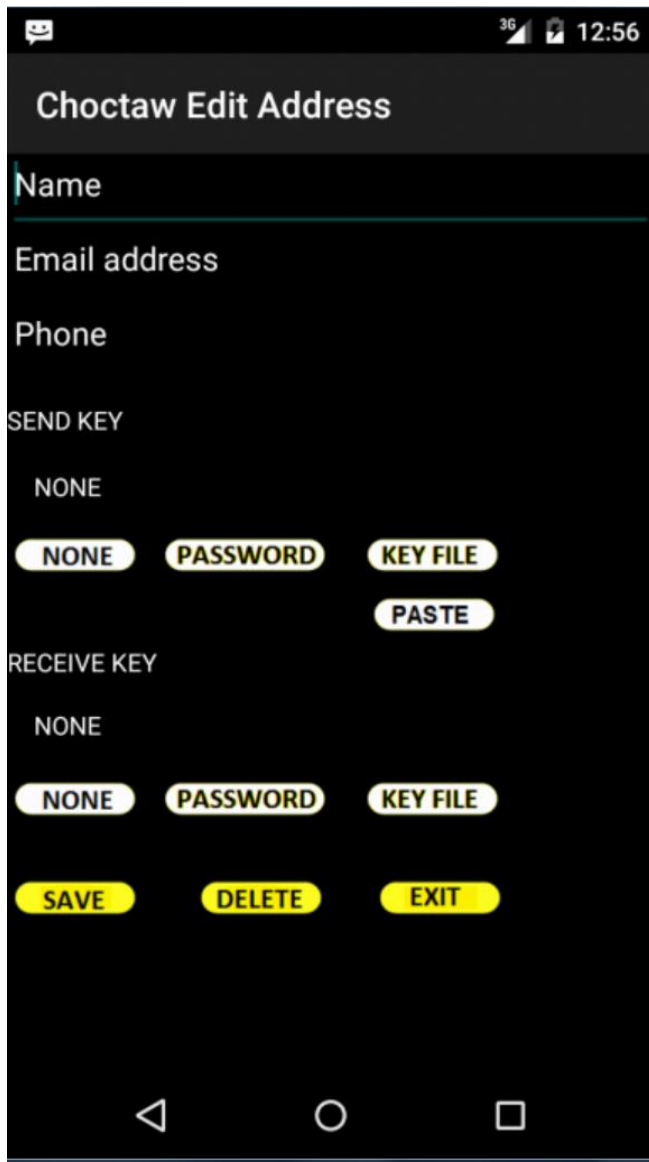 3G 12:56
Choctaw Edit Address
Name
Email address
Phone
SEND KEY
NONE
NONE PASSWORD KEY FILE
PASTE
RECEIVE KEY
NONE
NONE PASSWORD KEY FILE
SAVE DELETE EXIT